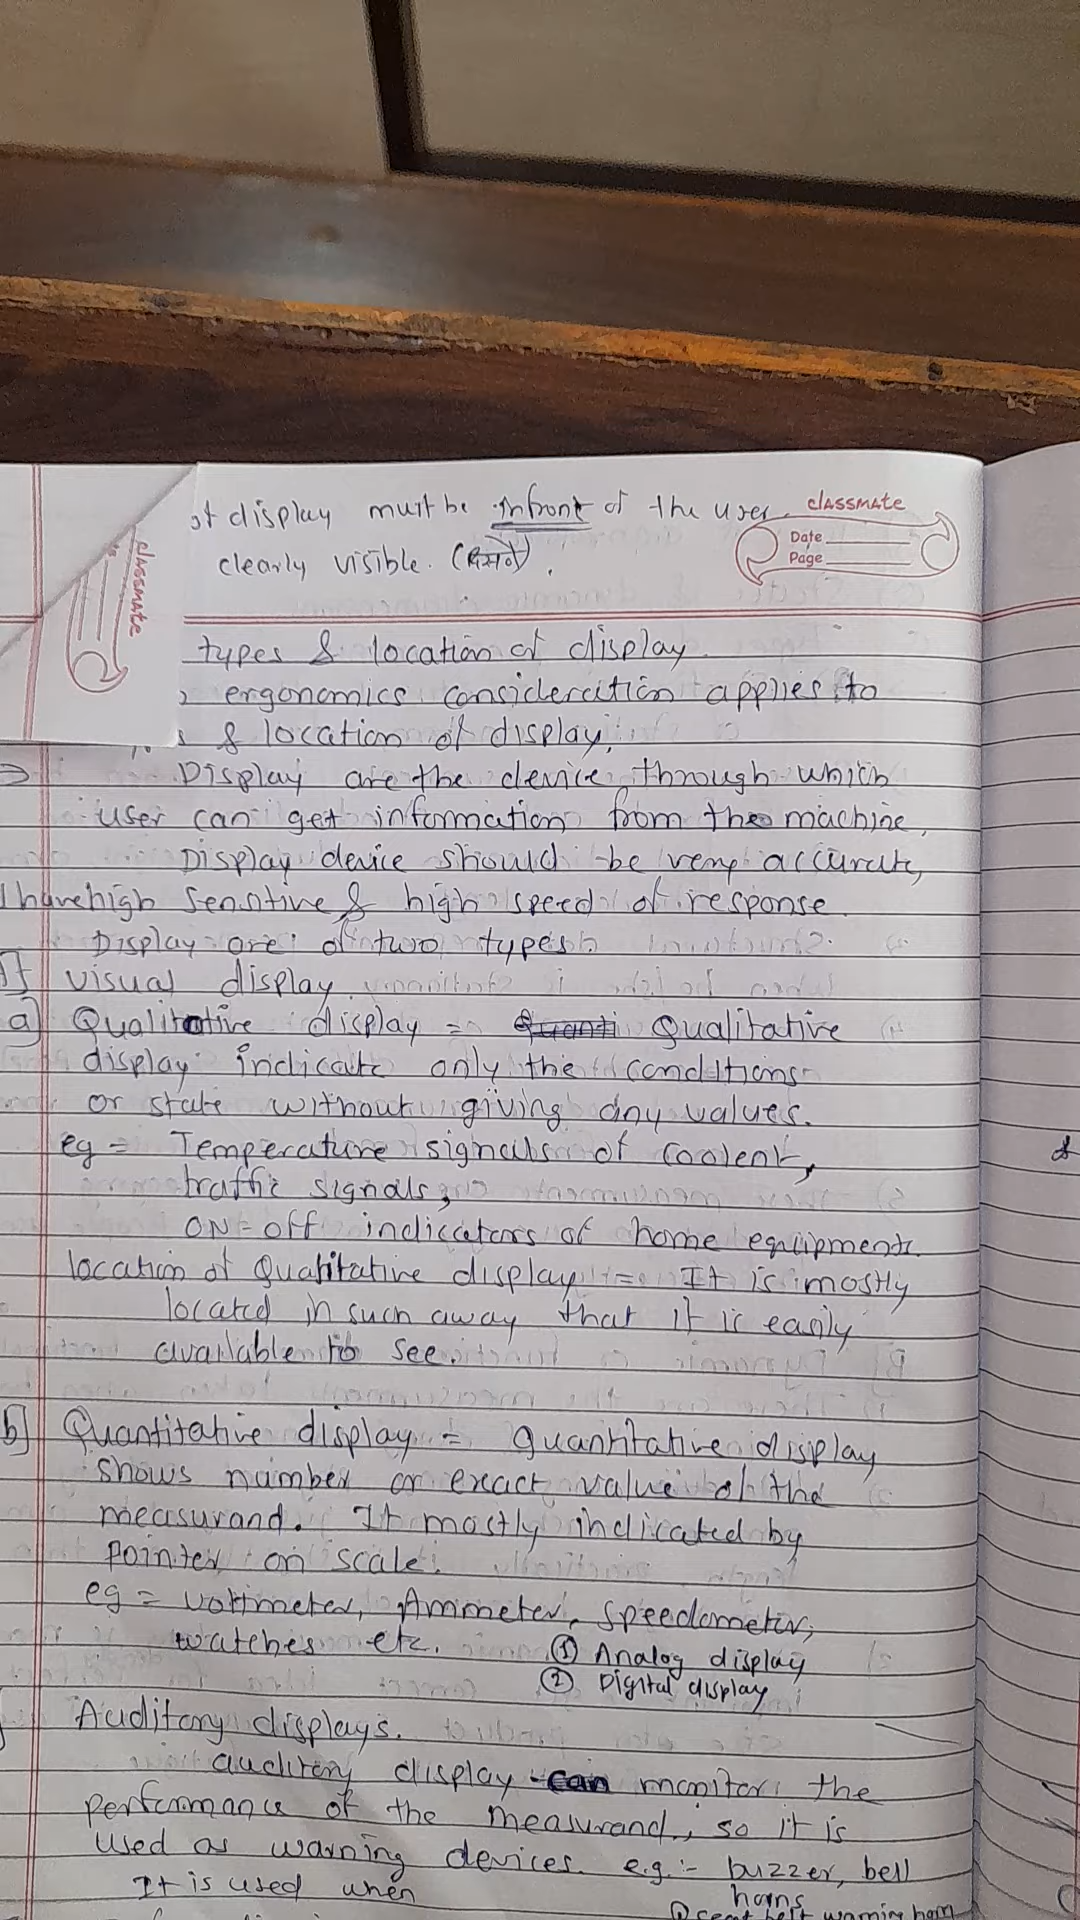 of display must be infront of the user.
clearly visible.
classmate
Date
Page
classmate
types & location of display.
ergonomics consideration applies to
& location of display.
Display are the device through which
user can get information from the machine,
Display device should be very accurate,
have high Sensitive & high speed of response
Display are of two types.
visual display.
a] Qualitative display = Quanti Qualitative
display indicate only the conditions
or state without giving any values.
eg = Temperature signals of Coolent,
traffic signals,
ON-off indicators of home equipments.
location of Qualitative display = It is mostly
located in such away that it is easily
available to see.
b] Quantitative display = quantitative display
shows number or exact value of the
measurand. It mostly indicated by
pointer on scale.
eg = voltmeter, Ammeter, speedometer,
watches etc. ① Analog display
② Digital display
Auditory displays.
auditory display can monitor the
performance of the measurand, so it is
used as warning devices. e.g :- buzzer, bell
It is used when horns
① seat belt warning horn